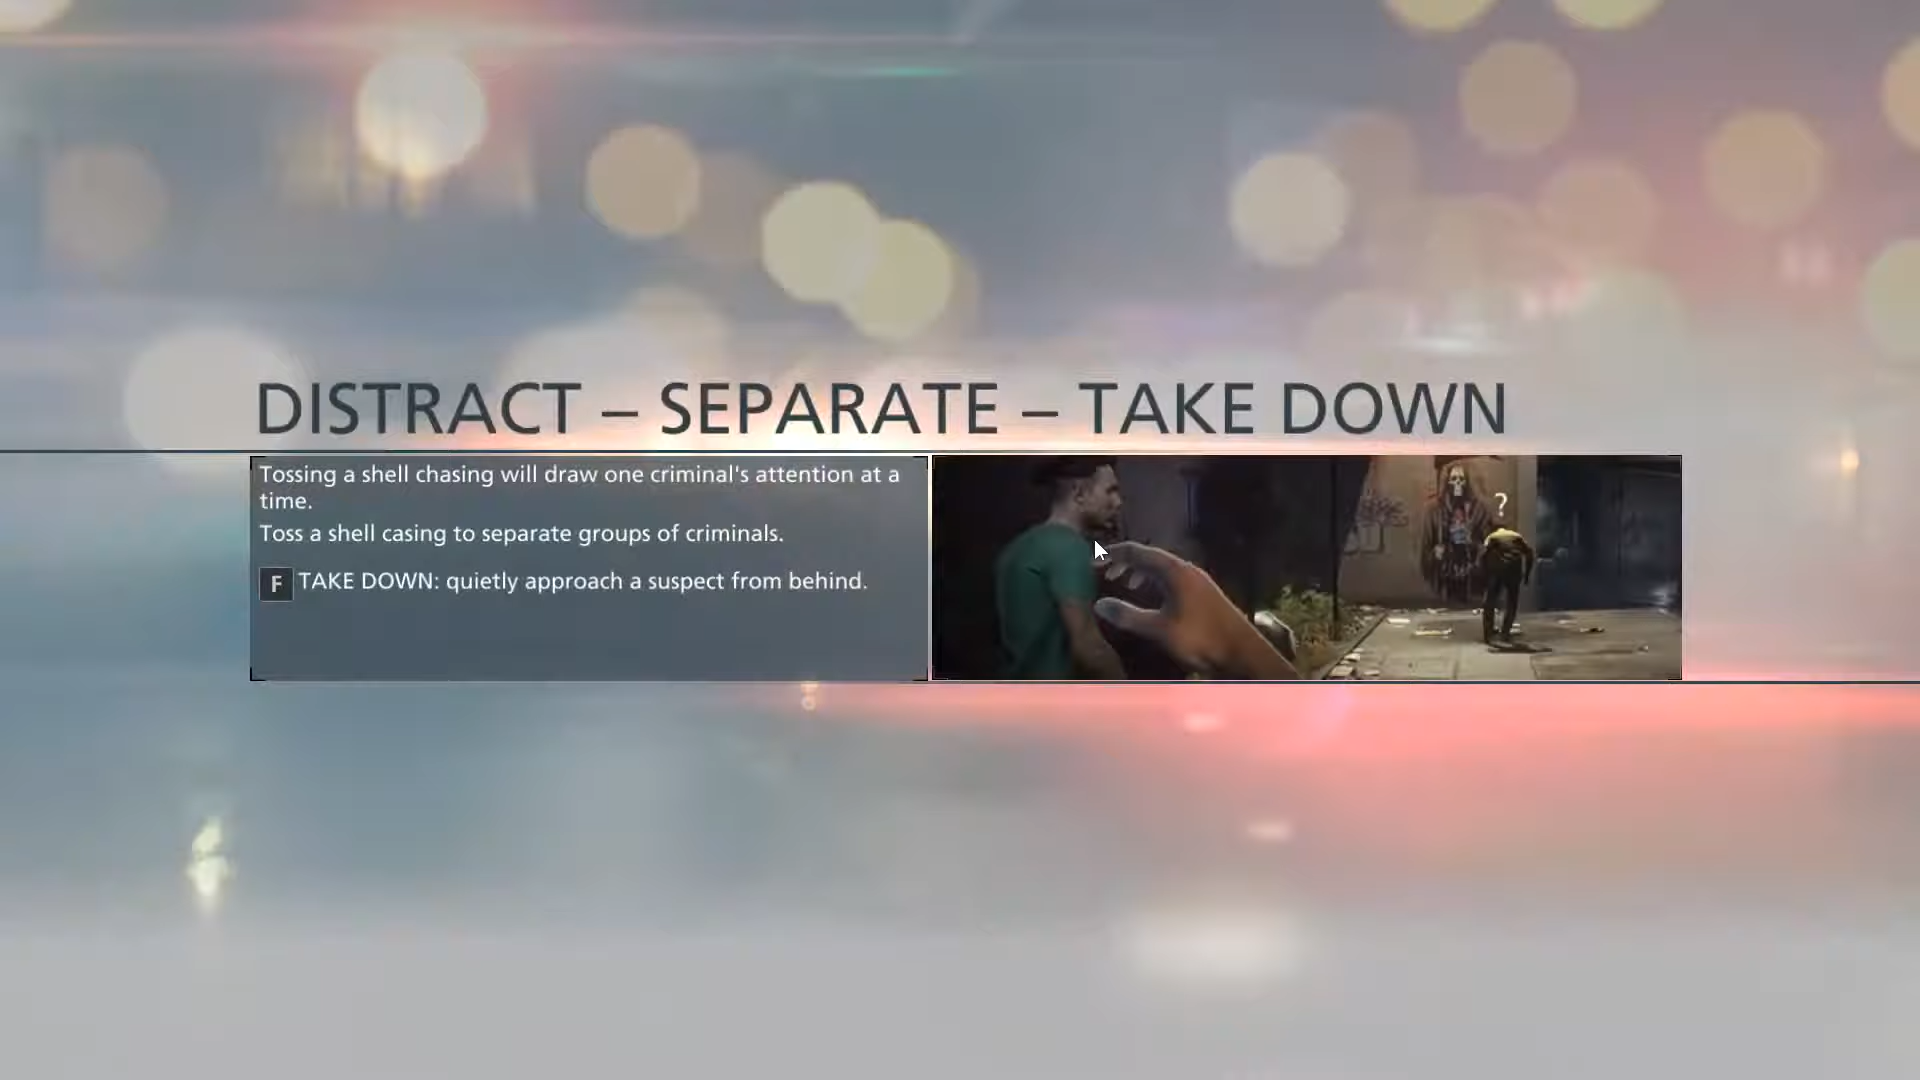 DISTRACT – SEPARATE – TAKE DOWN
Tossing a shell chasing will draw one criminal's attention at a
time.
Toss a shell casing to separate groups of criminals.
F TAKE DOWN: quietly approach a suspect from behind.
?